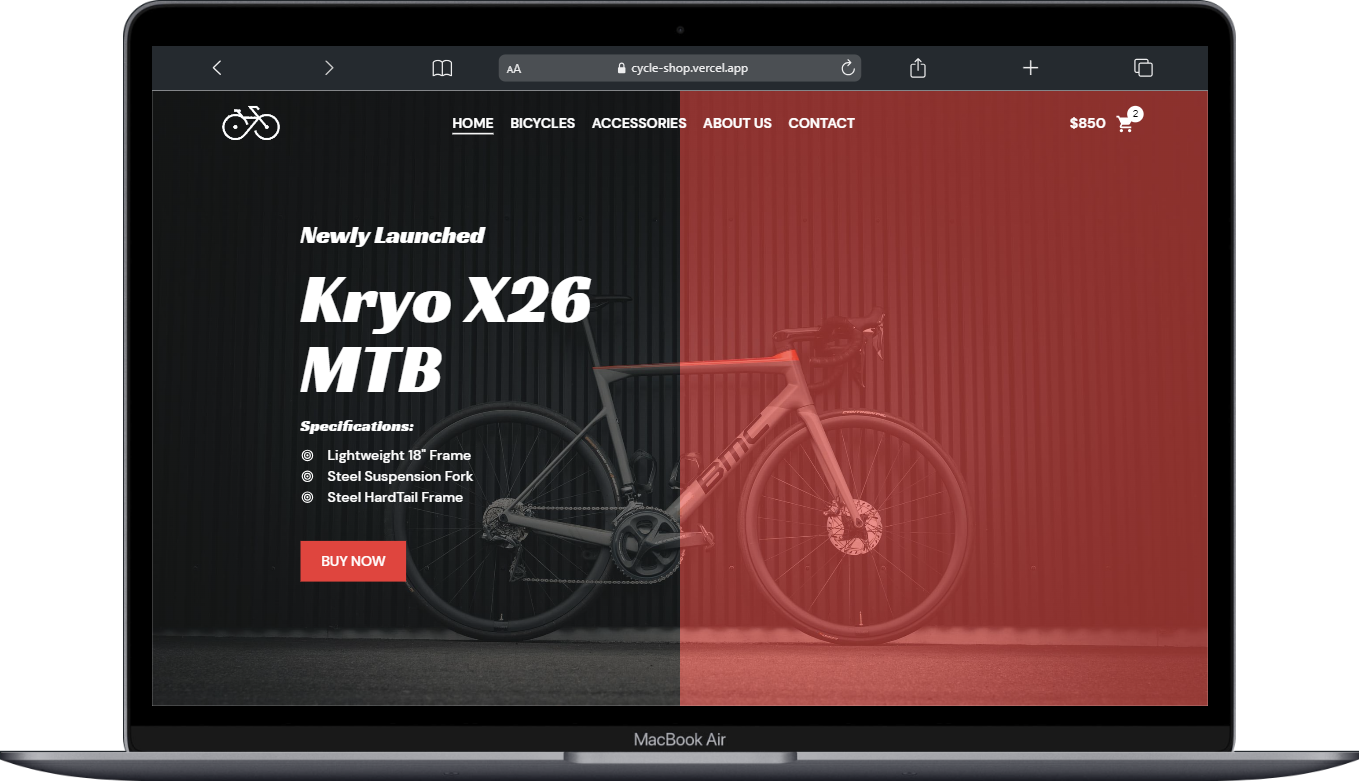 AA
cycle-shop.vercel.app
HOME BICYCLES ACCESSORIES ABOUT US CONTACT
$850
2
Newly Launched
Kryo X26
MTB
Specifications:
Lightweight 18" Frame
Steel Suspension Fork
Steel HardTail Frame
BUY NOW
BMC
MacBook Air